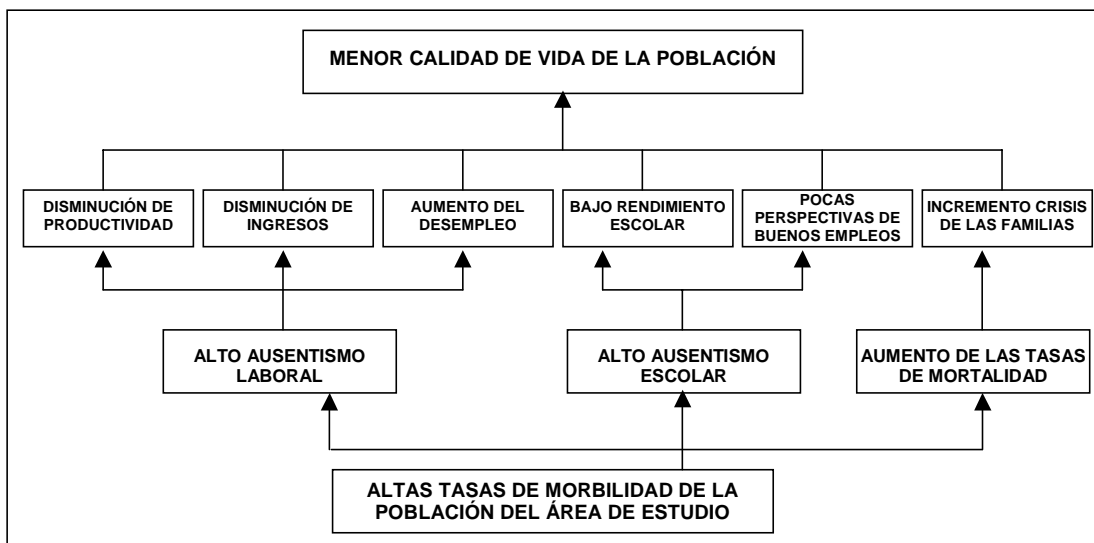 MENOR CALIDAD DE VIDA DE LA POBLACIÓN
DISMINUCIÓN DE
PRODUCTIVIDAD
DISMINUCIÓN DE
INGRESOS
AUMENTO DEL
DESEMPLEO
BAJO RENDIMIENTO
ESCOLAR
POCAS
PERSPECTIVAS DE
BUENOS EMPLEOS
INCREMENTO CRISIS
DE LAS FAMILIAS
ALTO AUSENTISMO
LABORAL
ALTO AUSENTISMO
ESCOLAR
AUMENTO DE LAS TASAS
DE MORTALIDAD
ALTAS TASAS DE MORBILIDAD DE LA
POBLACIÓN DEL ÁREA DE ESTUDIO